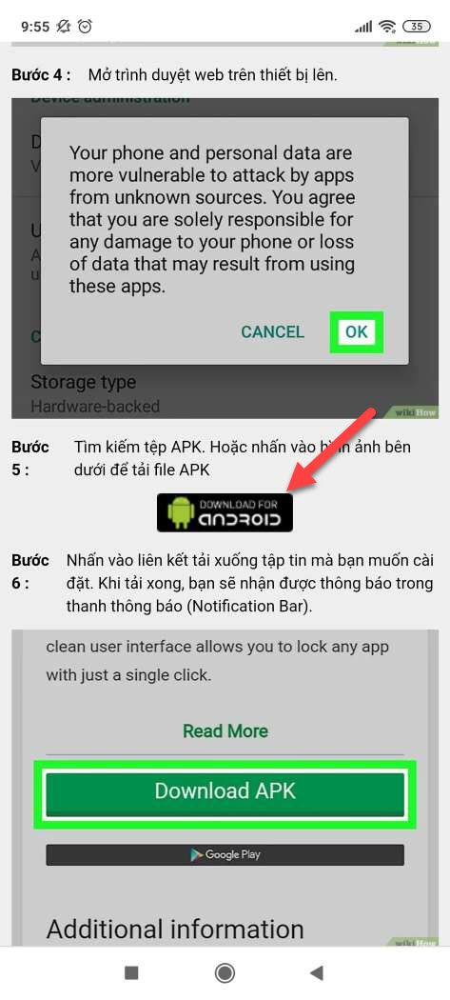 9:55
35
wikiHow
Bước 4 : Mở trình duyệt web trên thiết bị lên.
Device administration
Your phone and personal data are
more vulnerable to attack by apps
from unknown sources. You agree
that you are solely responsible for
any damage to your phone or loss
of data that may result from using
these apps.
CANCEL OK
Storage type
Hardware-backed
wikiHow
Bước Tìm kiếm tệp APK. Hoặc nhấn vào hình ảnh bên
5 : dưới để tải file APK
DOWNLOAD FOR
ANDROID
Bước Nhấn vào liên kết tải xuống tập tin mà bạn muốn cài
6 : đặt. Khi tải xong, bạn sẽ nhận được thông báo trong
thanh thông báo (Notification Bar).
clean user interface allows you to lock any app
with just a single click.
Read More
Download APK
Google Play
Additional information
wikiHow